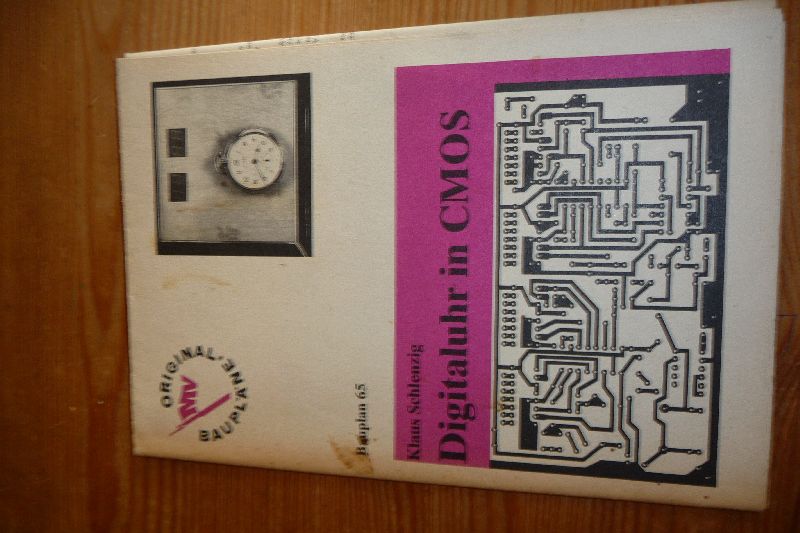 ORIGINAL-
BAUPLÄNE
MV
Bauplan 65
Klaus Schlenzig
Digitaluhr in CMOS